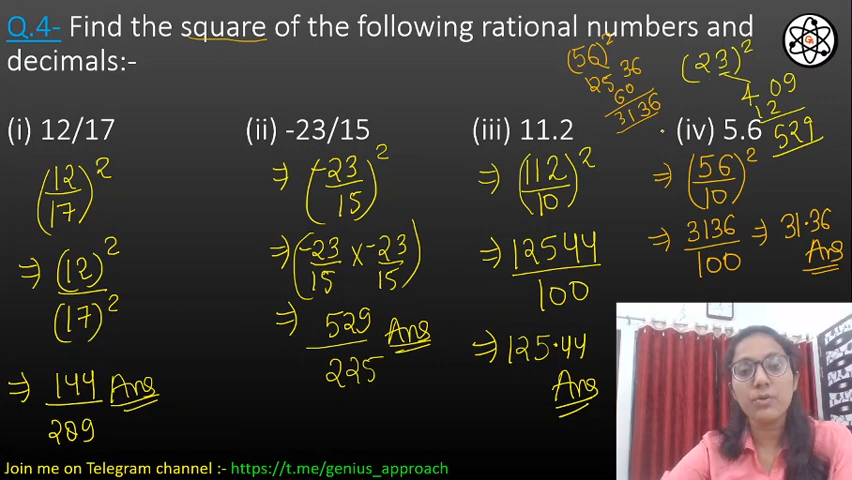 Q.4- Find the square of the following rational numbers and
decimals:-
(56)²
25 36
60
3136
(23)²
4 09
12
529
(i) 12/17
(12/17)²
⇒ (12)²/(17)²
⇒ 144/289 Ans
(ii) -23/15
⇒ (-23/15)²
⇒ (-23/15 × -23/15)
⇒ 529/225 Ans
(iii) 11.2
⇒ (112/10)²
⇒ 12544/100
⇒ 125.44
Ans
(iv) 5.6
⇒ (56/10)²
⇒ 3136/100 ⇒ 31.36
Ans
Join me on Telegram channel :- https://t.me/genius_approach